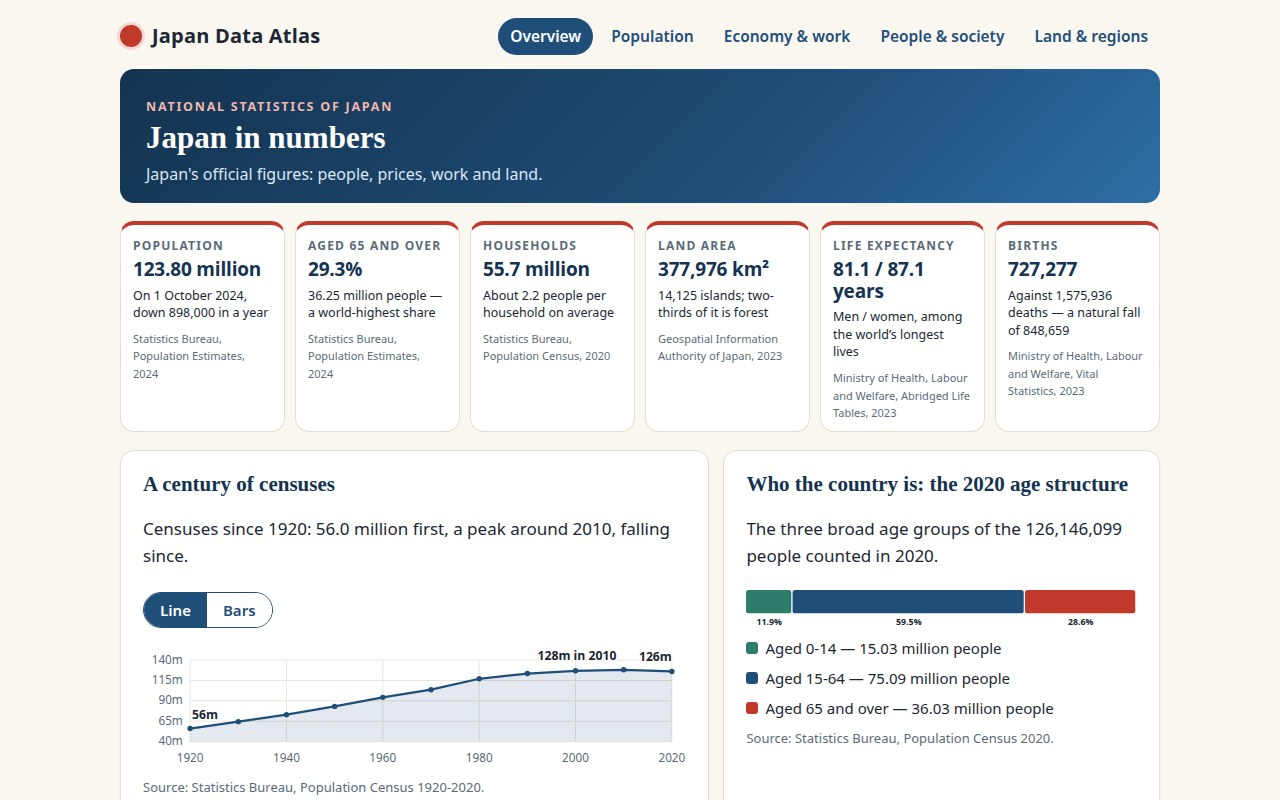 Japan Data Atlas
Overview
Population
Economy & work
People & society
Land & regions
NATIONAL STATISTICS OF JAPAN
Japan in numbers
Japan's official figures: people, prices, work and land.
POPULATION
123.80 million
On 1 October 2024,
down 898,000 in a year
Statistics Bureau,
Population Estimates,
2024
AGED 65 AND OVER
29.3%
36.25 million people —
a world-highest share
Statistics Bureau,
Population Estimates,
2024
HOUSEHOLDS
55.7 million
About 2.2 people per
household on average
Statistics Bureau,
Population Census, 2020
LAND AREA
377,976 km²
14,125 islands; two-
thirds of it is forest
Geospatial Information
Authority of Japan, 2023
LIFE EXPECTANCY
81.1 / 87.1
years
Men / women, among
the world’s longest
lives
Ministry of Health, Labour
and Welfare, Abridged Life
Tables, 2023
BIRTHS
727,277
Against 1,575,936
deaths — a natural fall
of 848,659
Ministry of Health, Labour
and Welfare, Vital
Statistics, 2023
A century of censuses
Censuses since 1920: 56.0 million first, a peak around 2010, falling
since.
Line
Bars
140m
115m
90m
65m
40m
56m
128m in 2010
126m
1920
1940
1960
1980
2000
2020
Source: Statistics Bureau, Population Census 1920-2020.
Who the country is: the 2020 age structure
The three broad age groups of the 126,146,099
people counted in 2020.
11.9%
59.5%
28.6%
Aged 0-14 — 15.03 million people
Aged 15-64 — 75.09 million people
Aged 65 and over — 36.03 million people
Source: Statistics Bureau, Population Census 2020.